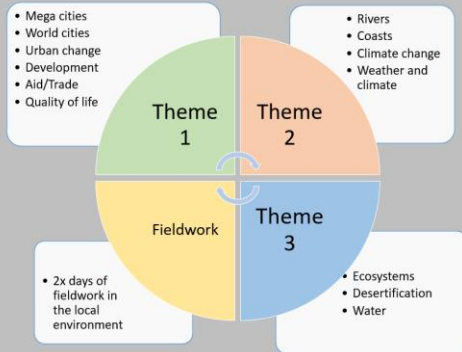 • Mega cities
• World cities
• Urban change
• Development
• Aid/Trade
• Quality of life
• Rivers
• Coasts
• Climate change
• Weather and
climate
Theme
1
Theme
2
Fieldwork
Theme
3
• 2x days of
fieldwork in
the local
environment
• Ecosystems
• Desertification
• Water